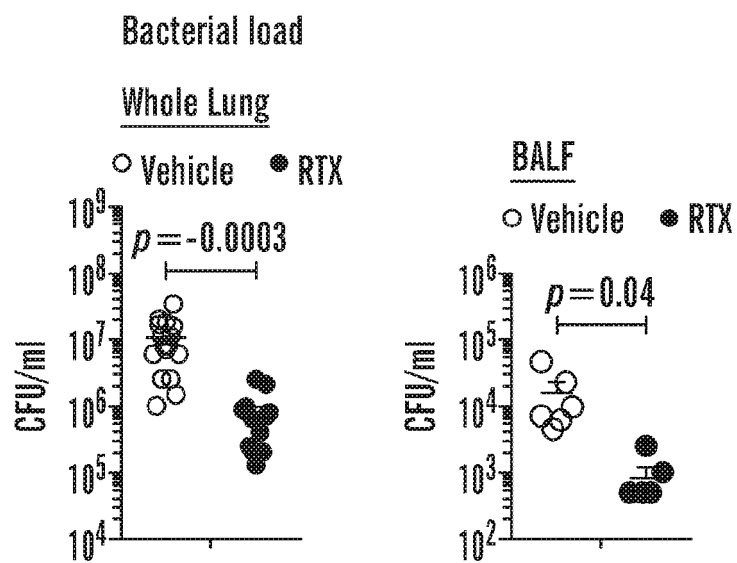 Bacterial load
Whole Lung
Vehicle RTX
CFU/ml
10⁹
10⁸
10⁷
10⁶
10⁵
10⁴
p=-0.0003
BALF
Vehicle RTX
CFU/ml
10⁶
10⁵
10⁴
10³
10²
p=0.04